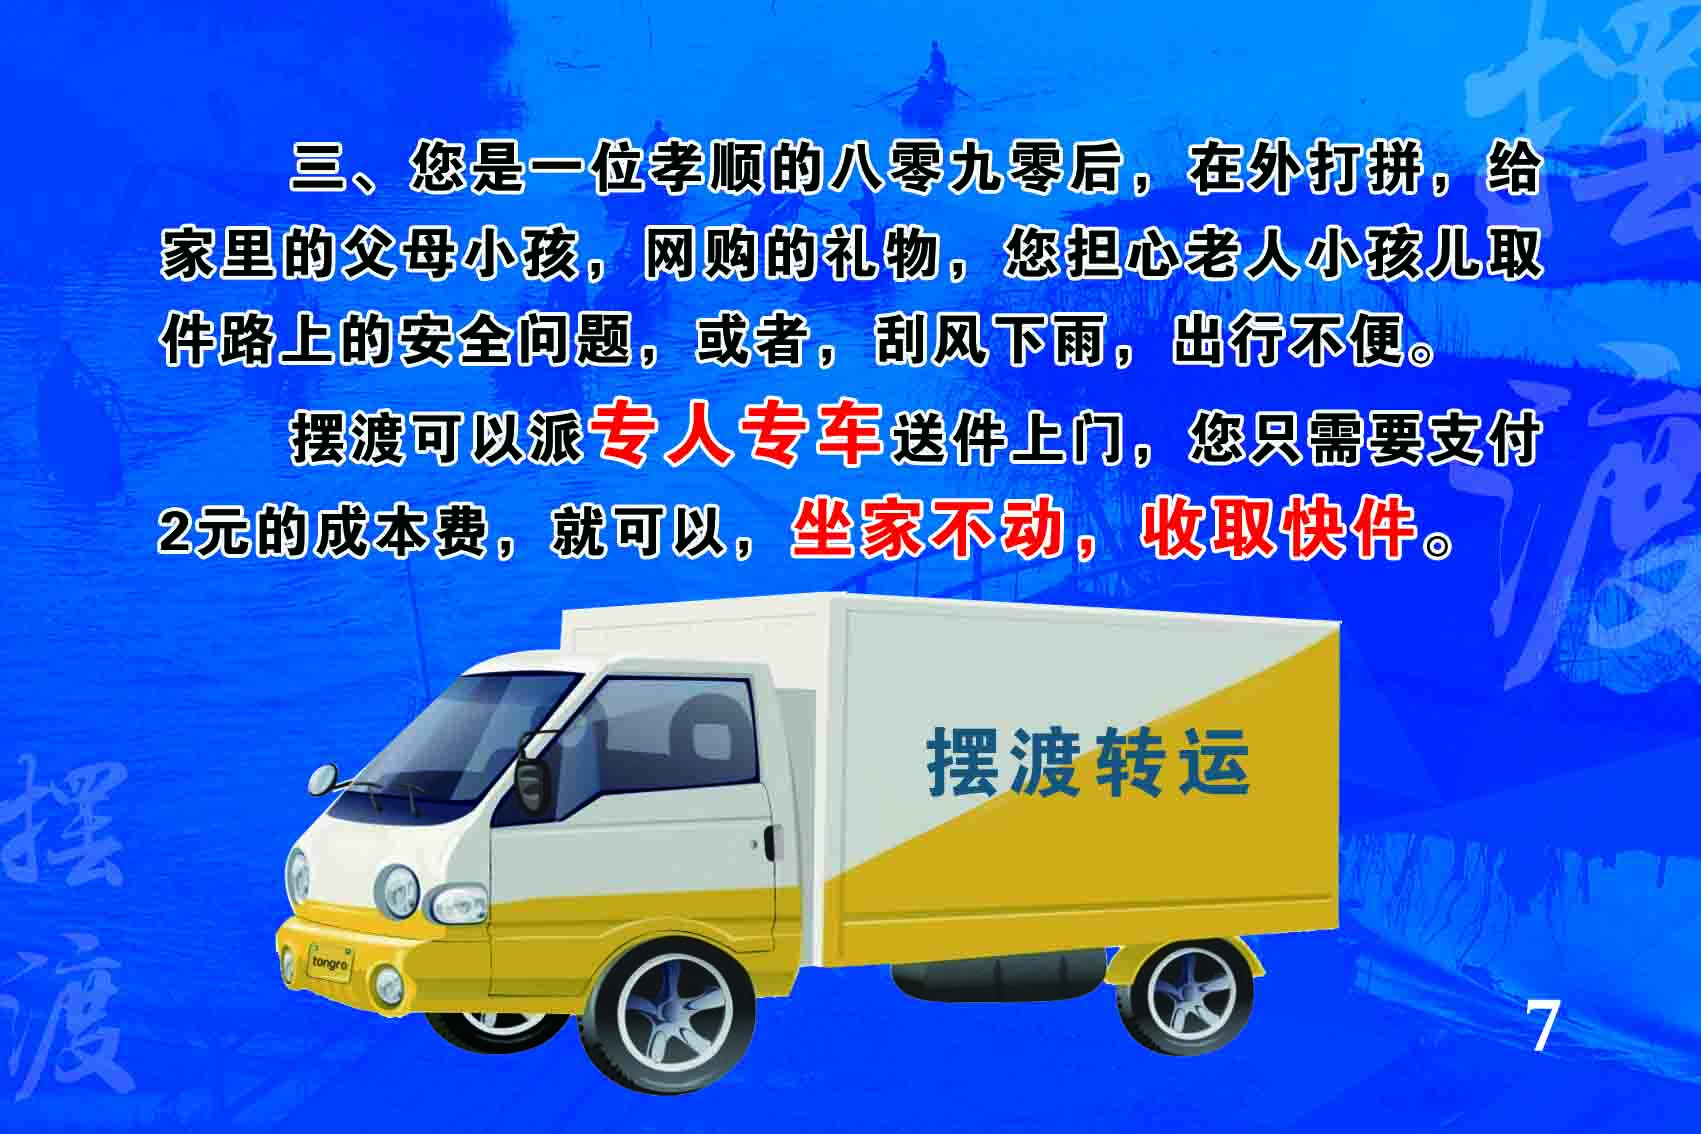 三、您是一位孝顺的八零九零后，在外打拼，给
家里的父母小孩，网购的礼物，您担心老人小孩儿取
件路上的安全问题，或者，刮风下雨，出行不便。
摆渡可以派专人专车送件上门，您只需要支付
2元的成本费，就可以，坐家不动，收取快件。
摆渡转运
tongro
7
摆
渡
摆
渡